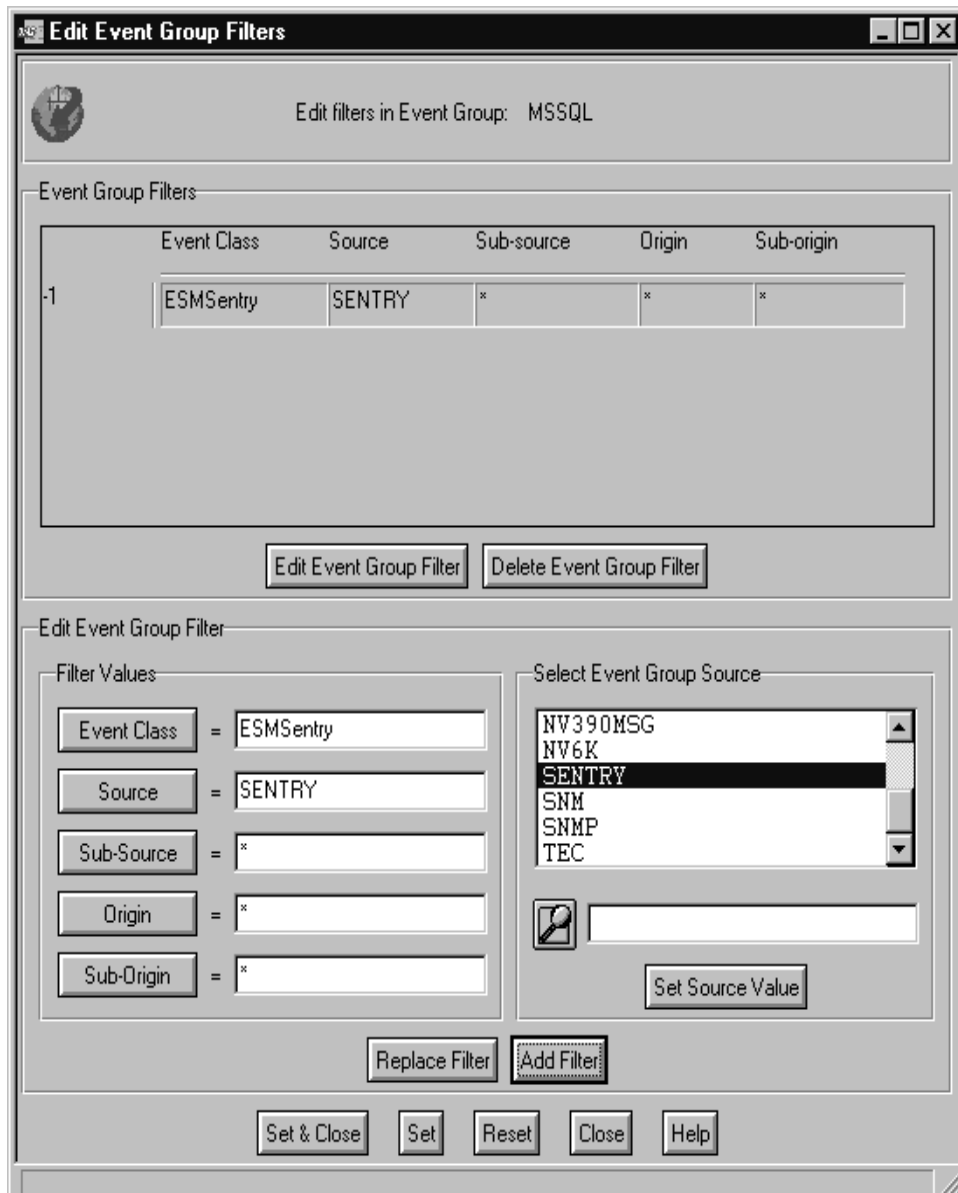 Edit Event Group Filters
Edit filters in Event Group: MSSQL
Event Group Filters
Event Class Source Sub-source Origin Sub-origin
-1 ESMSentry SENTRY * * *
Edit Event Group Filter Delete Event Group Filter
Edit Event Group Filter
Filter Values
Event Class = ESMSentry
Source = SENTRY
Sub-Source = *
Origin = *
Sub-Origin = *
Select Event Group Source
NV390MSG
NV6K
SENTRY
SNM
SNMP
TEC
Set Source Value
Replace Filter Add Filter
Set & Close Set Reset Close Help